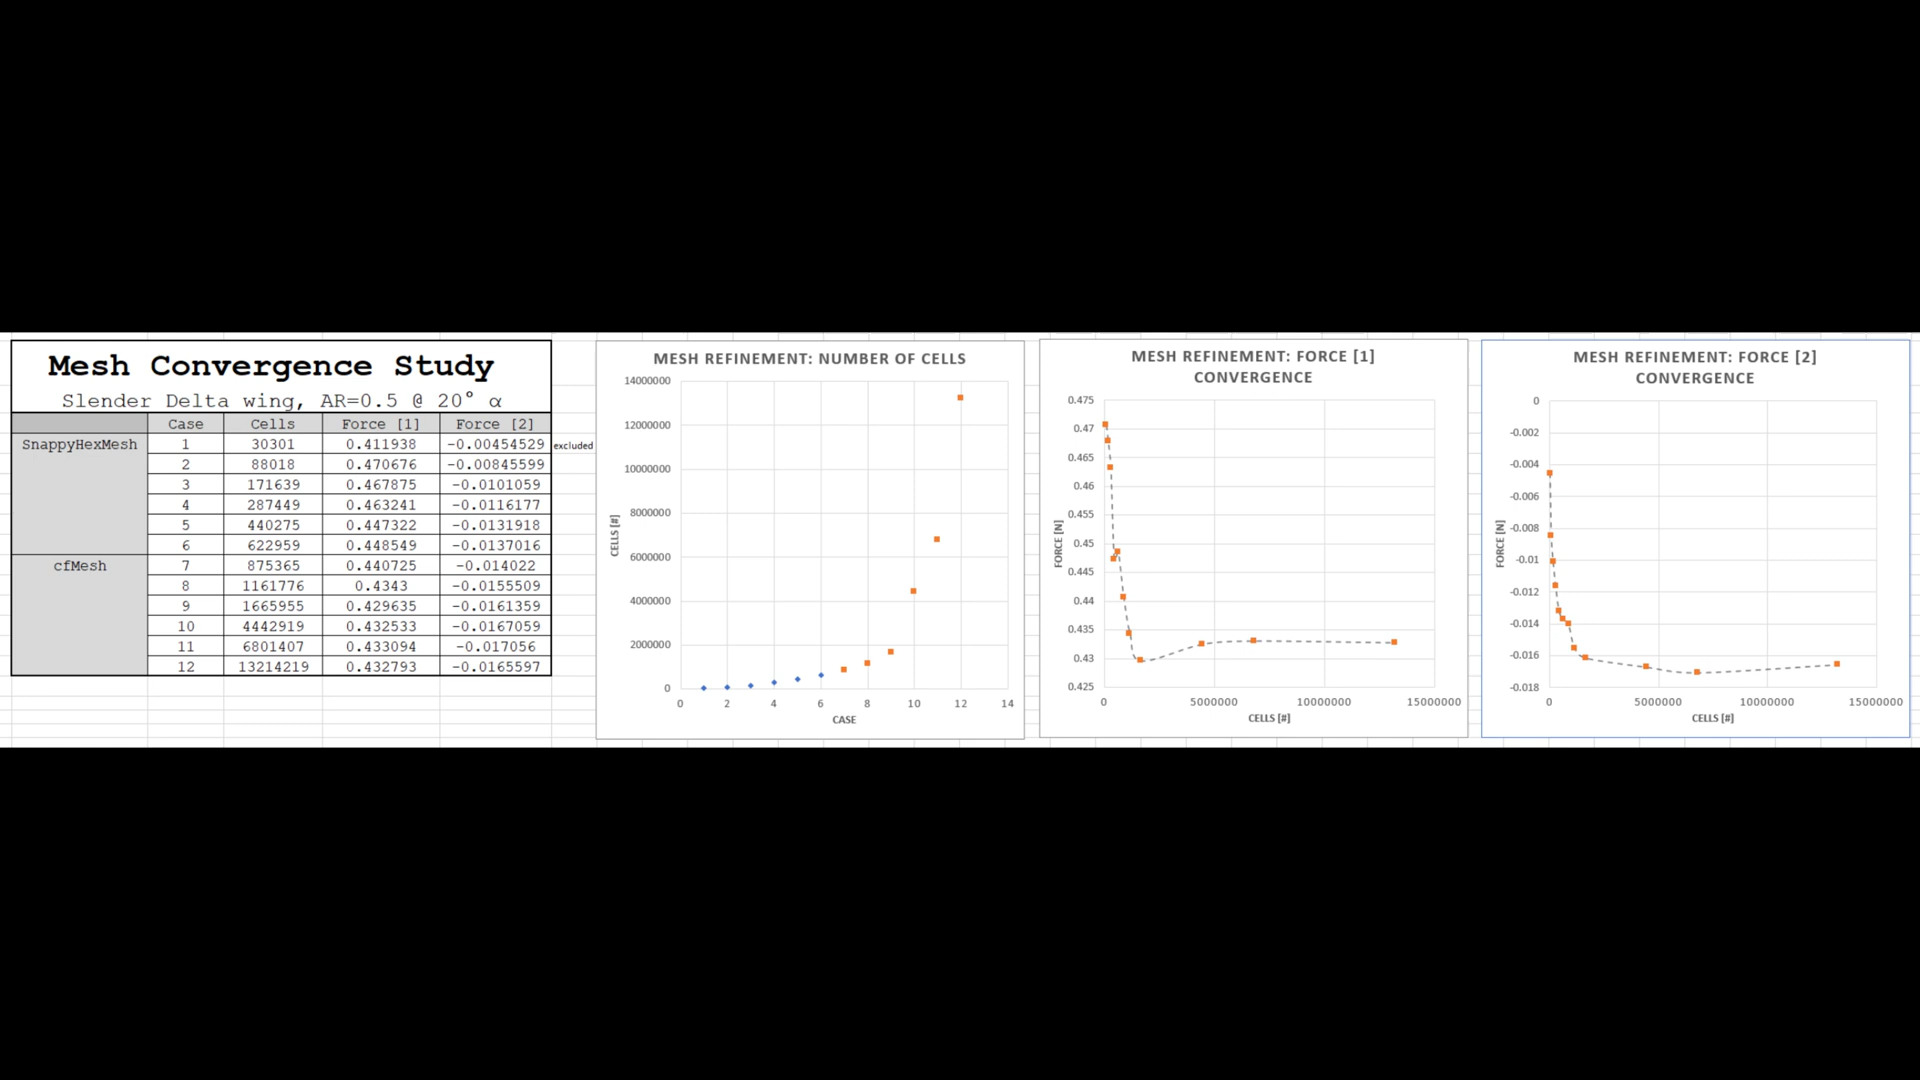 Mesh Convergence Study
Slender Delta wing, AR=0.5 @ 20° α
Case Cells Force [1] Force [2]
SnappyHexMesh 1 30301 0.411938 -0.00454529 excluded
2 88018 0.470676 -0.00845599
3 171639 0.467875 -0.0101059
4 287449 0.463241 -0.0116177
5 440275 0.447322 -0.0131918
6 622959 0.448549 -0.0137016
cfMesh 7 875365 0.440725 -0.014022
8 1161776 0.4343 -0.0155509
9 1665955 0.429635 -0.0161359
10 4442919 0.432533 -0.0167059
11 6801407 0.433094 -0.017056
12 13214219 0.432793 -0.0165597
MESH REFINEMENT: NUMBER OF CELLS
CELLS [#]
14000000
12000000
10000000
8000000
6000000
4000000
2000000
0
0 2 4 6 8 10 12 14
CASE
MESH REFINEMENT: FORCE [1]
CONVERGENCE
FORCE [N]
0.475
0.47
0.465
0.46
0.455
0.45
0.445
0.44
0.435
0.43
0.425
0 5000000 10000000 15000000
CELLS [#]
MESH REFINEMENT: FORCE [2]
CONVERGENCE
FORCE [N]
0
-0.002
-0.004
-0.006
-0.008
-0.01
-0.012
-0.014
-0.016
-0.018
0 5000000 10000000 15000000
CELLS [#]